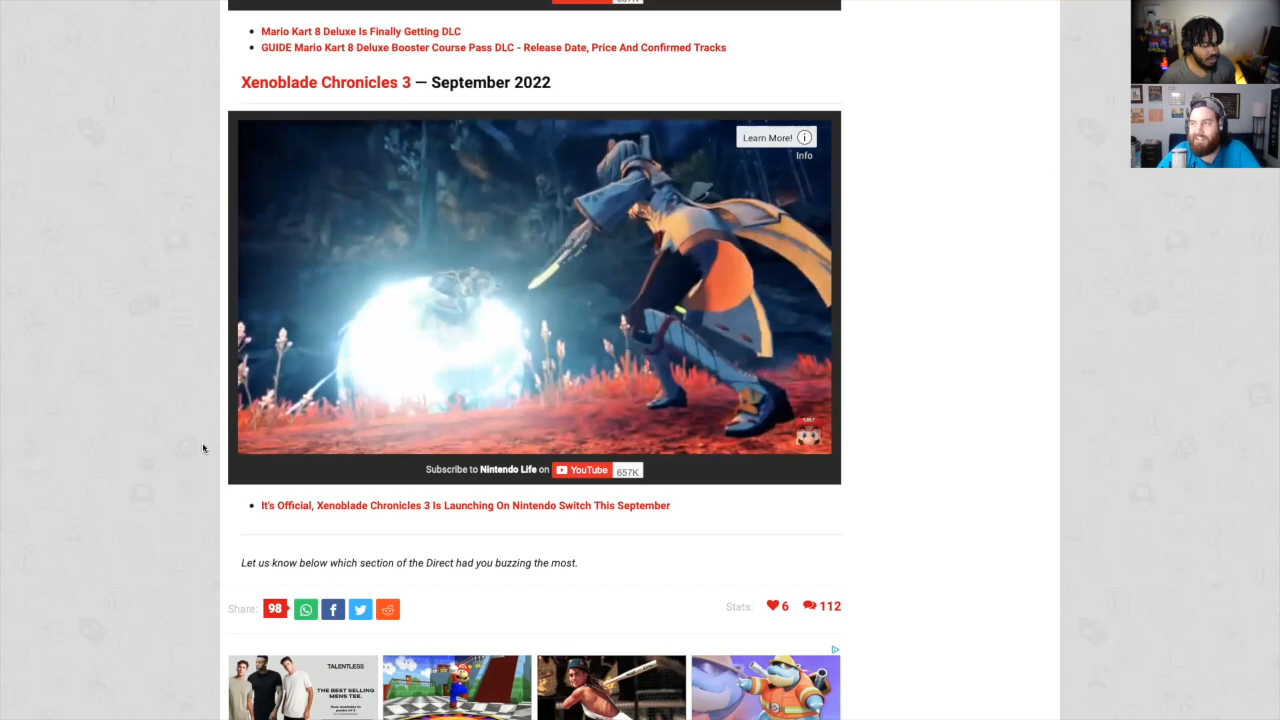 Mario Kart 8 Deluxe Is Finally Getting DLC
GUIDE Mario Kart 8 Deluxe Booster Course Pass DLC - Release Date, Price And Confirmed Tracks
Xenoblade Chronicles 3 — September 2022
Learn More!
Info
Subscribe to Nintendo Life on YouTube 657K
It's Official, Xenoblade Chronicles 3 Is Launching On Nintendo Switch This September
Let us know below which section of the Direct had you buzzing the most.
Share: 98
Stats: 6 112
TALENTLESS
THE BEST SELLING
MENS TEE.